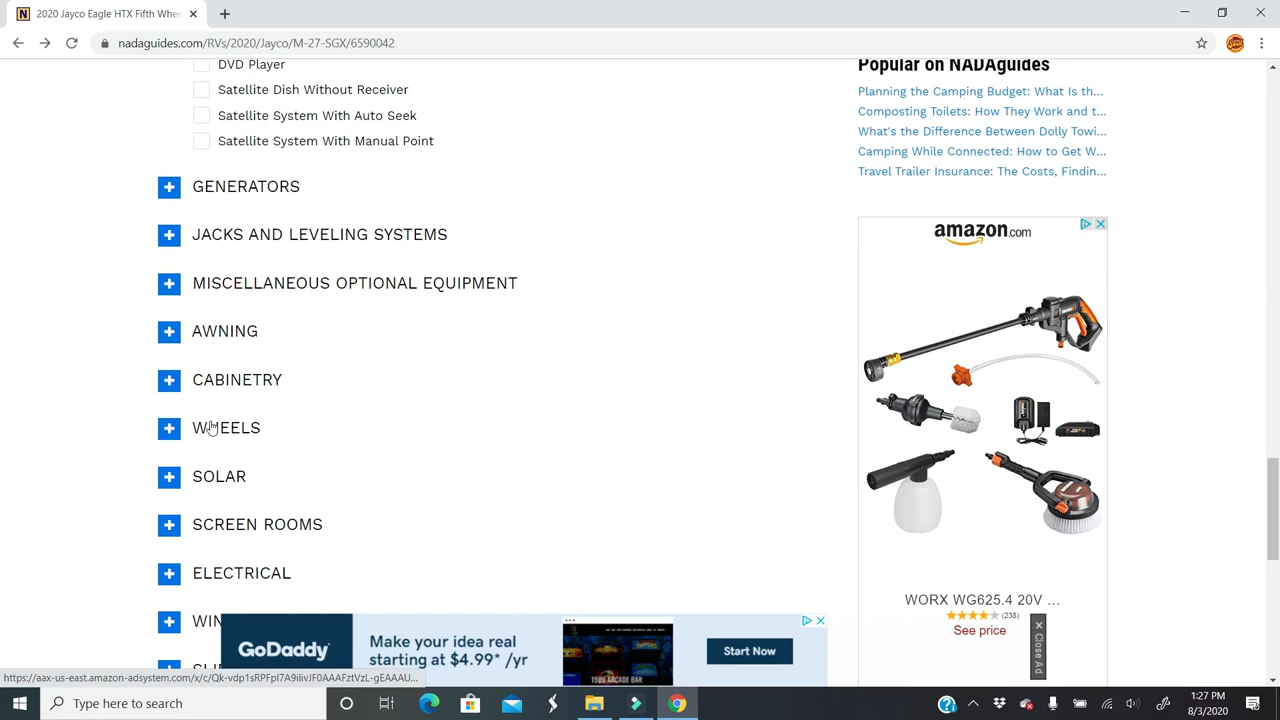 2020 Jayco Eagle HTX Fifth Whee
nadaguides.com/RVs/2020/Jayco/M-27-SGX/6590042
DVD Player
Satellite Dish Without Receiver
Satellite System With Auto Seek
Satellite System With Manual Point
GENERATORS
JACKS AND LEVELING SYSTEMS
MISCELLANEOUS OPTIONAL EQUIPMENT
AWNING
CABINETRY
WHEELS
SOLAR
SCREEN ROOMS
ELECTRICAL
WIN
Popular on NADAguides
Planning the Camping Budget: What Is th...
Composting Toilets: How They Work and t...
What's the Difference Between Dolly Towi...
Camping While Connected: How to Get W...
Travel Trailer Insurance: The Costs, Findin...
amazon.com
WORX WG625.4 20V ...
(238)
See price
Close Ad
GoDaddy
Make your idea real
starting at $4.99* /yr
1989 ARCADE BAR
Start Now
Type here to search
1:27 PM
8/3/2020